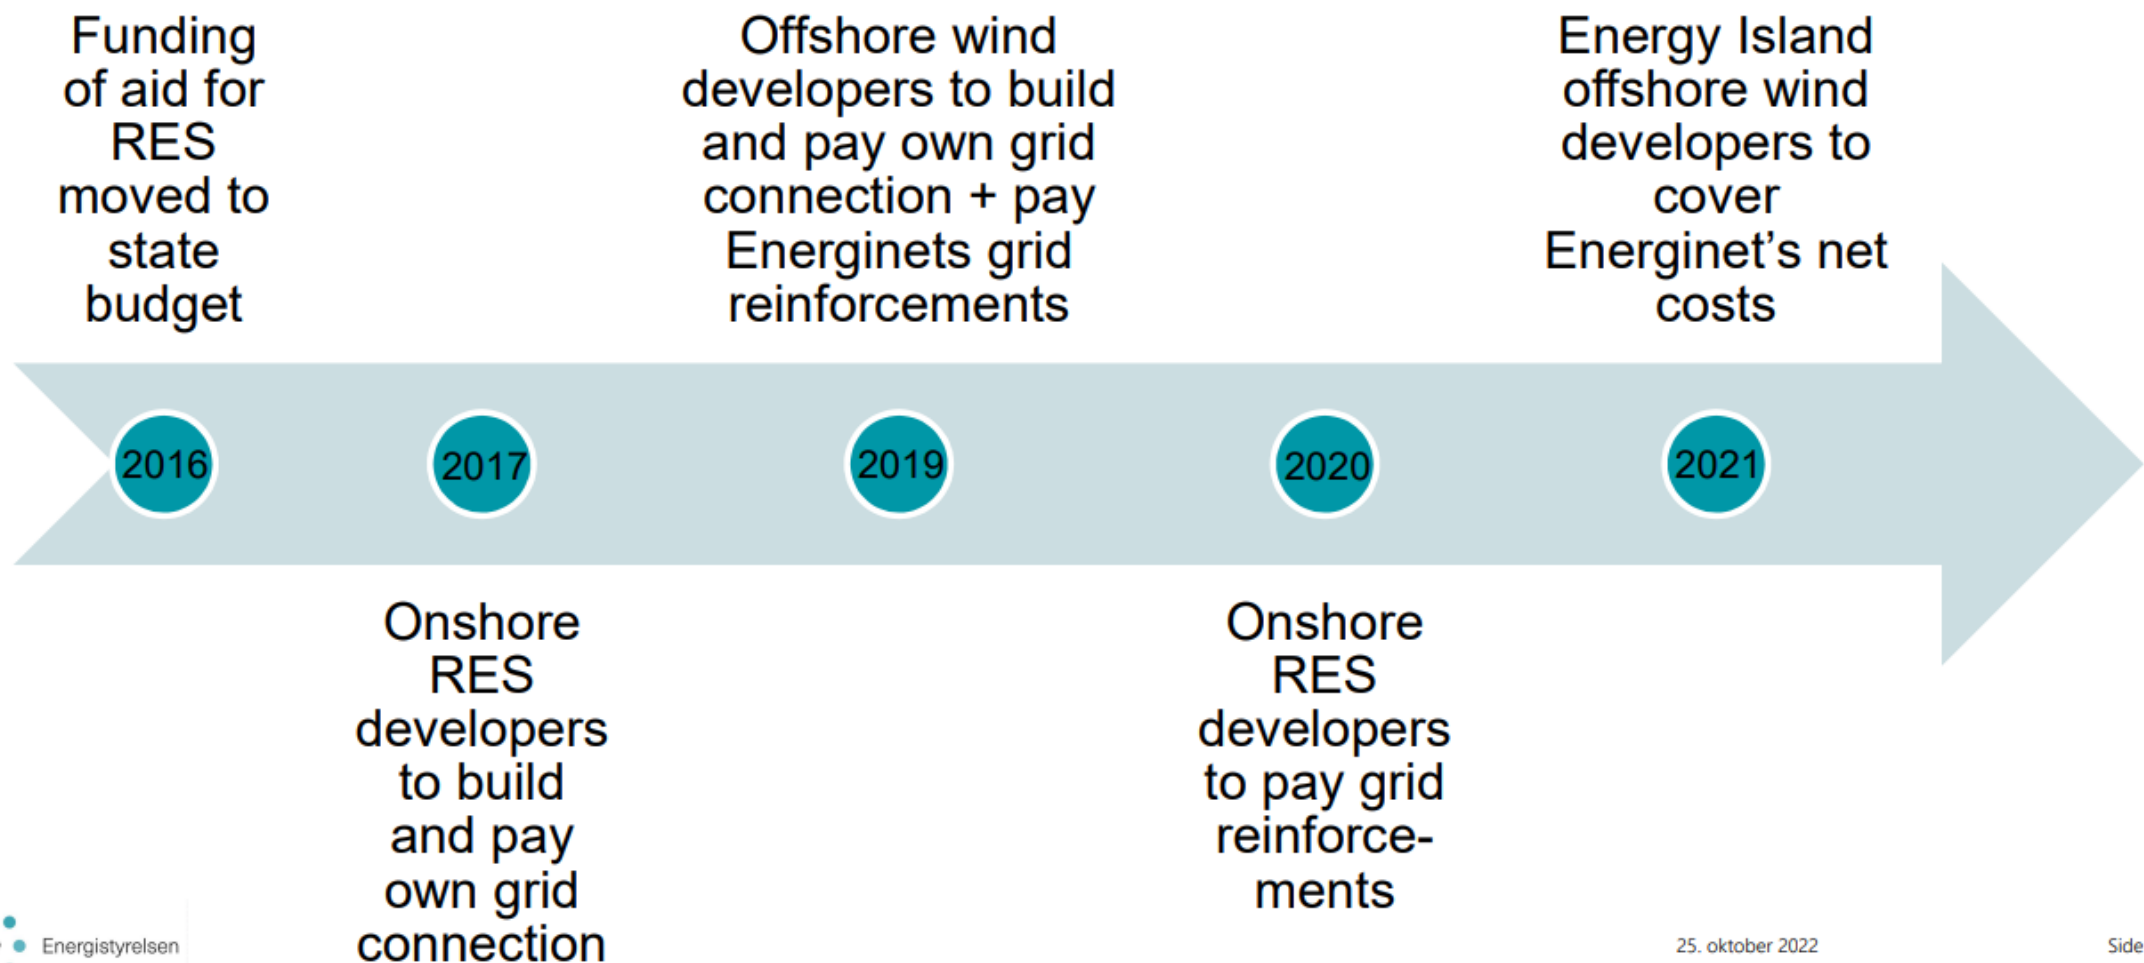 Funding
of aid for
RES
moved to
state
budget
Offshore wind
developers to build
and pay own grid
connection + pay
Energinets grid
reinforcements
Energy Island
offshore wind
developers to
cover
Energinet's net
costs
2016
2017
2019
2020
2021
Onshore
RES
developers
to build
and pay
own grid
connection
Onshore
RES
developers
to pay grid
reinforce-
ments
Energistyrelsen
25. oktober 2022
Side